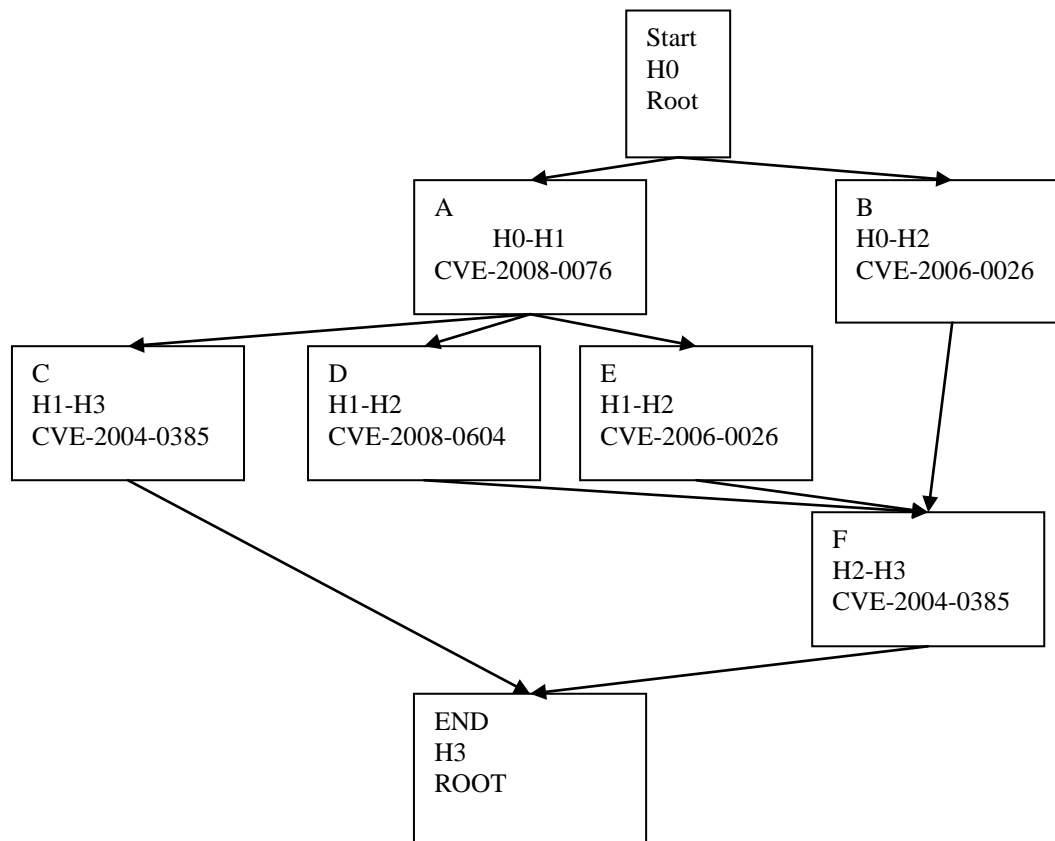 Start
H0
Root
A
H0-H1
CVE-2008-0076
B
H0-H2
CVE-2006-0026
C
H1-H3
CVE-2004-0385
D
H1-H2
CVE-2008-0604
E
H1-H2
CVE-2006-0026
F
H2-H3
CVE-2004-0385
END
H3
ROOT